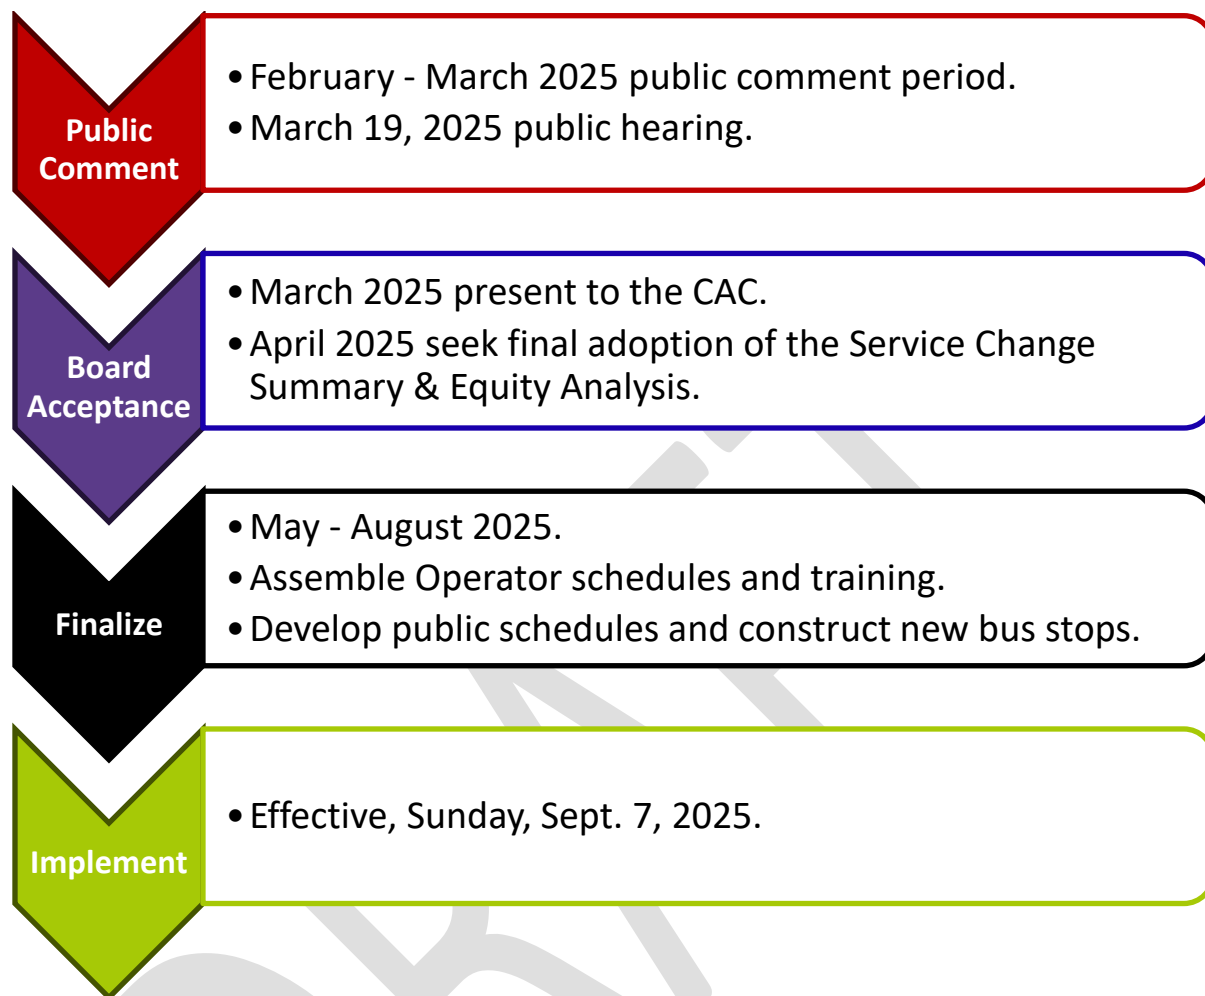 Public
Comment
• February - March 2025 public comment period.
• March 19, 2025 public hearing.
Board
Acceptance
• March 2025 present to the CAC.
• April 2025 seek final adoption of the Service Change
Summary & Equity Analysis.
Finalize
• May - August 2025.
• Assemble Operator schedules and training.
• Develop public schedules and construct new bus stops.
Implement
• Effective, Sunday, Sept. 7, 2025.
DRAFT